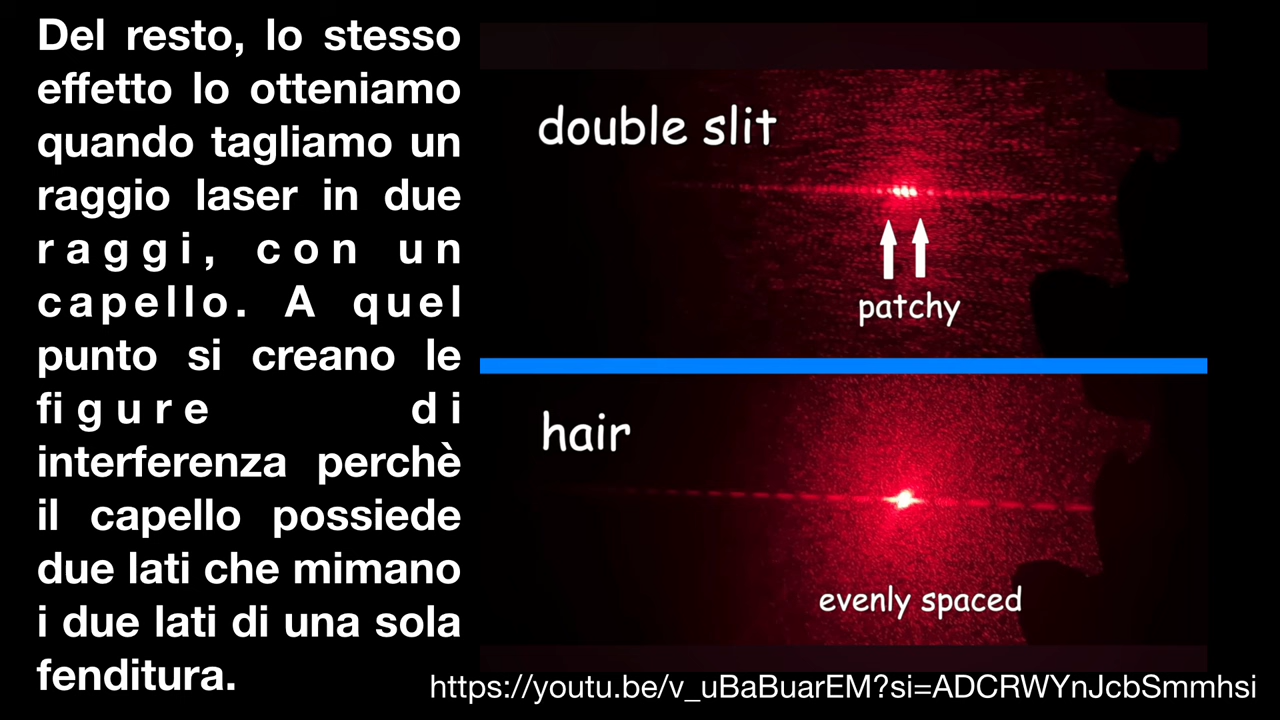 Del resto, lo stesso
effetto lo otteniamo
quando tagliamo un
raggio laser in due
raggi, con un
capello. A quel
punto si creano le
figure di
interferenza perchè
il capello possiede
due lati che mimano
i due lati di una sola
fenditura.
double slit
patchy
hair
evenly spaced
https://youtu.be/v_uBaBuarEM?si=ADCRWYnJcbSmmhsi